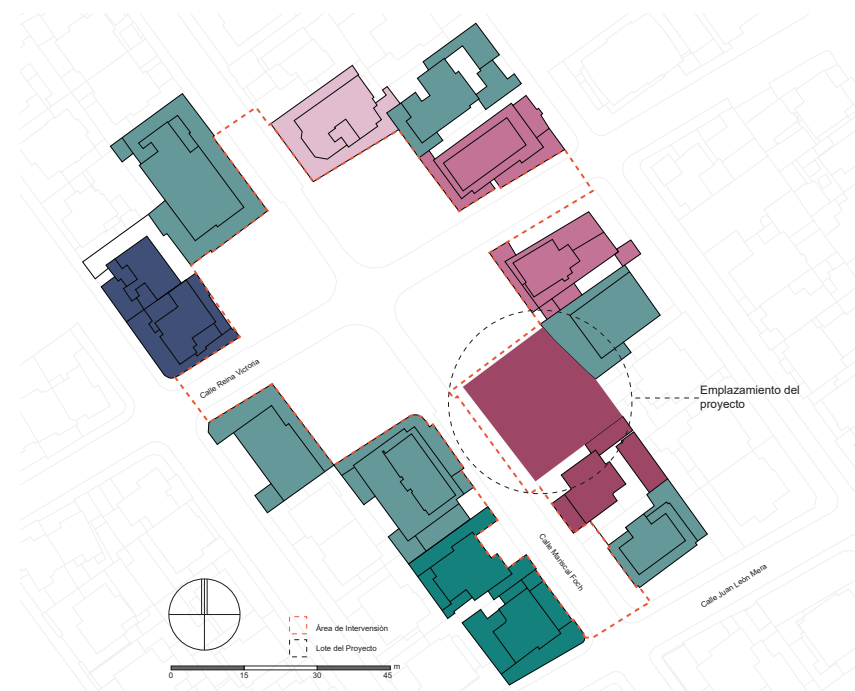 Calle Reina Victoria
Emplazamiento del
proyecto
Calle Mariscal Foch
Calle Juan León Mera
Área de Intervensión
Lote del Proyecto
m
0 15 30 45